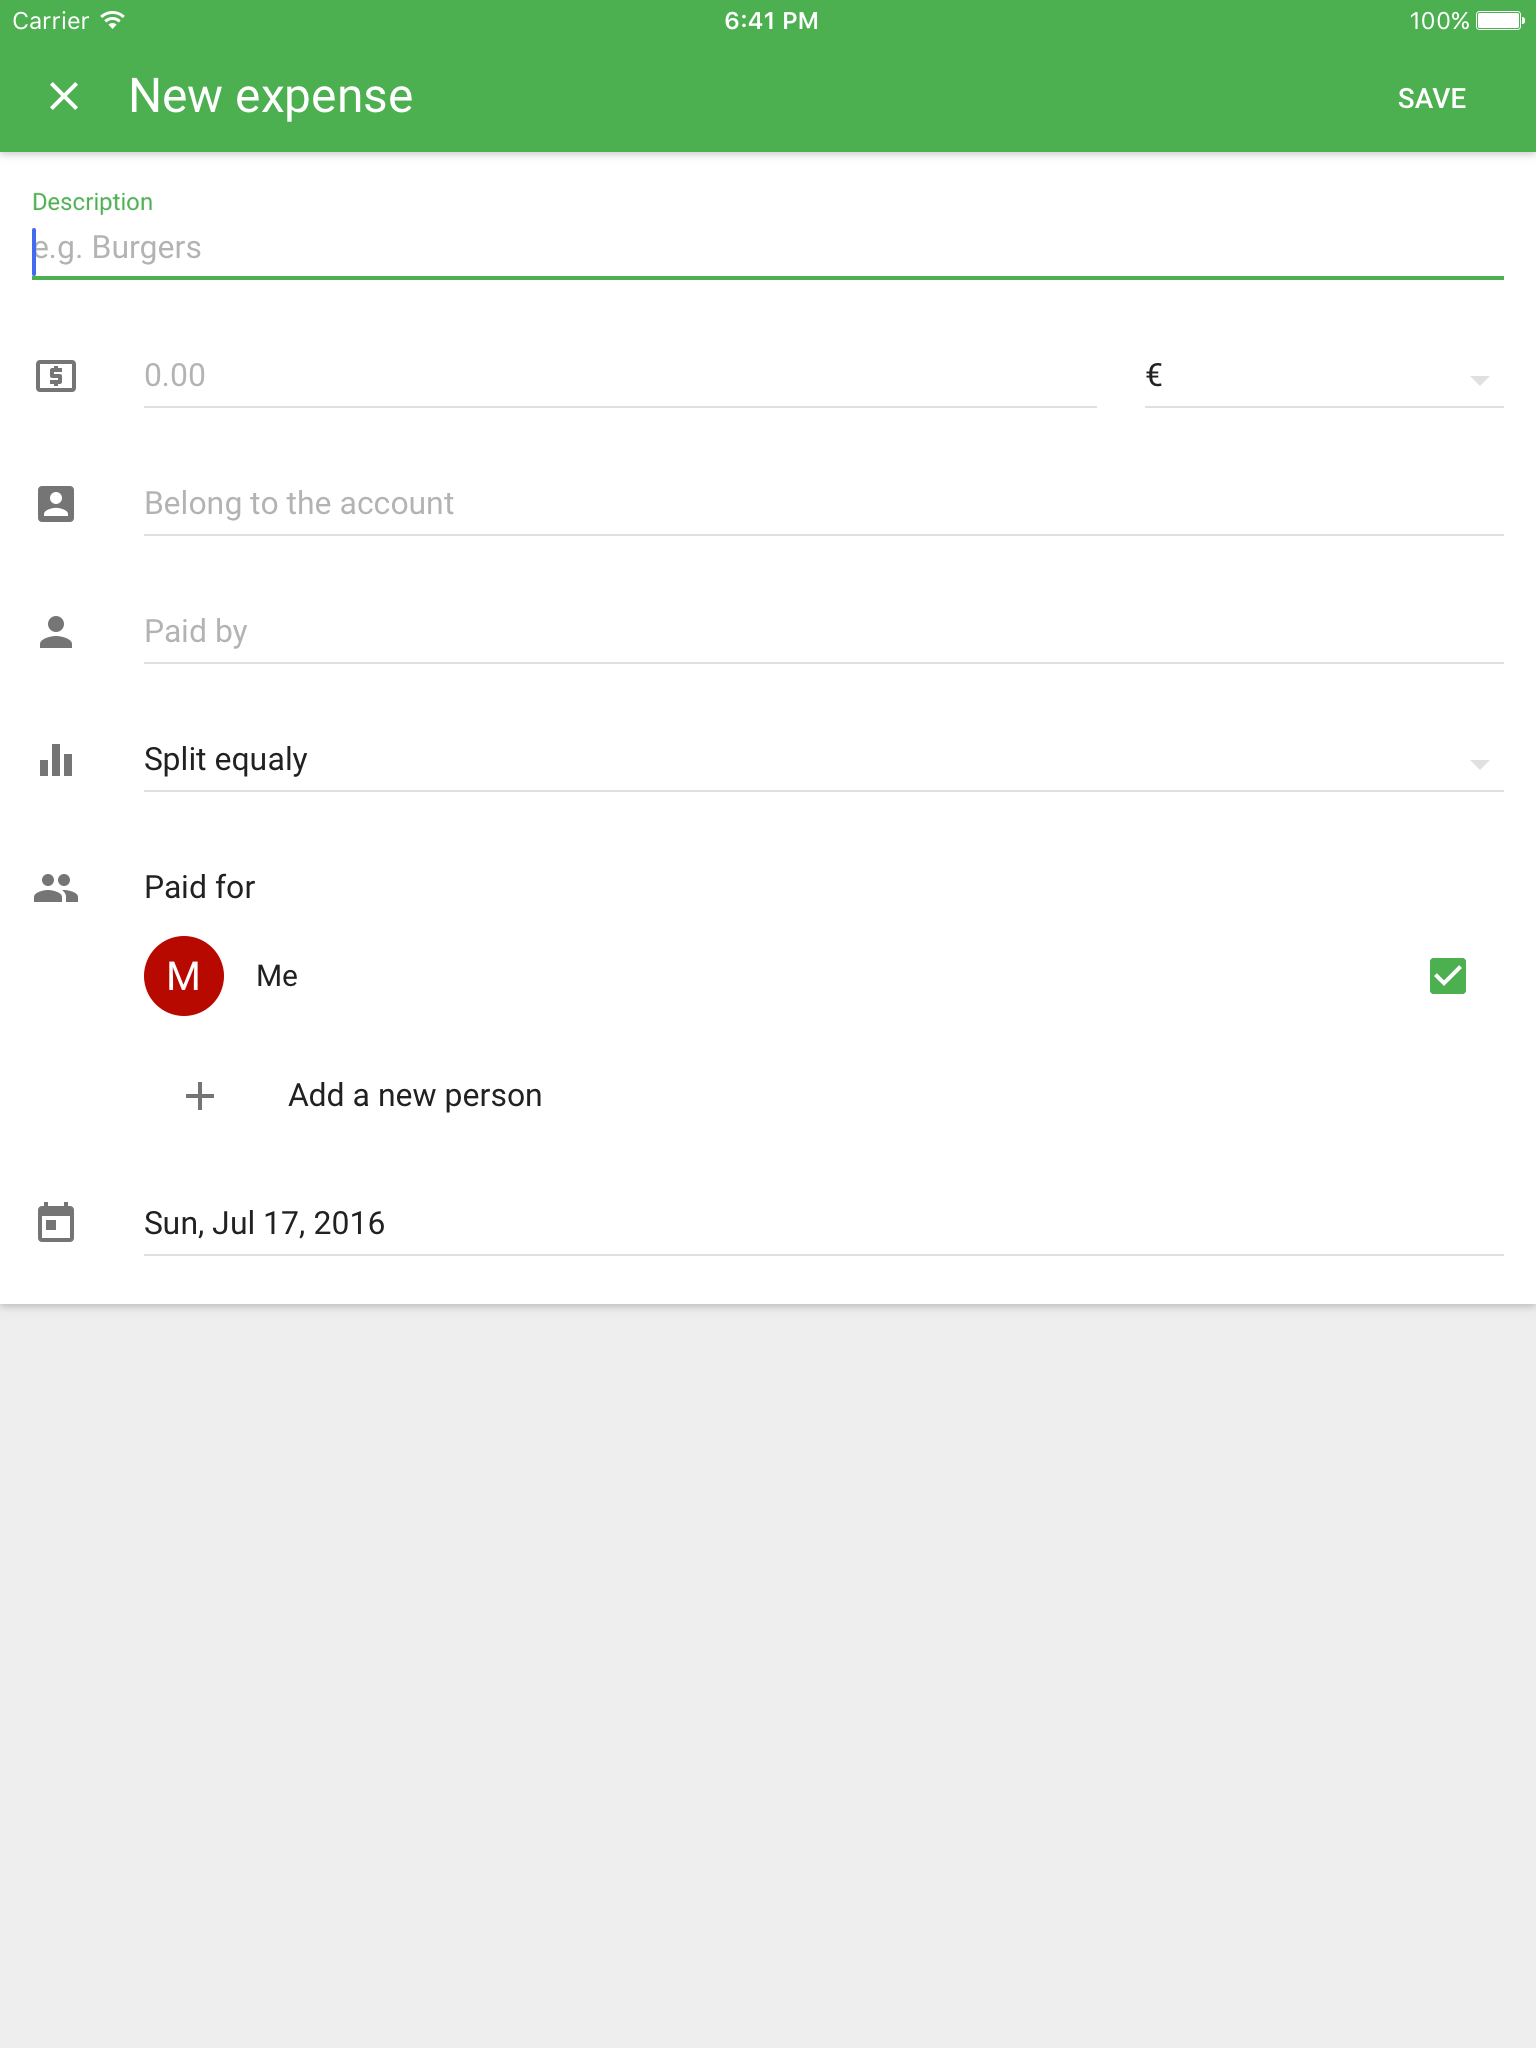 Carrier 6:41 PM 100%
New expense SAVE
Description
e.g. Burgers
0.00 €
Belong to the account
Paid by
Split equaly
Paid for
M Me
Add a new person
Sun, Jul 17, 2016